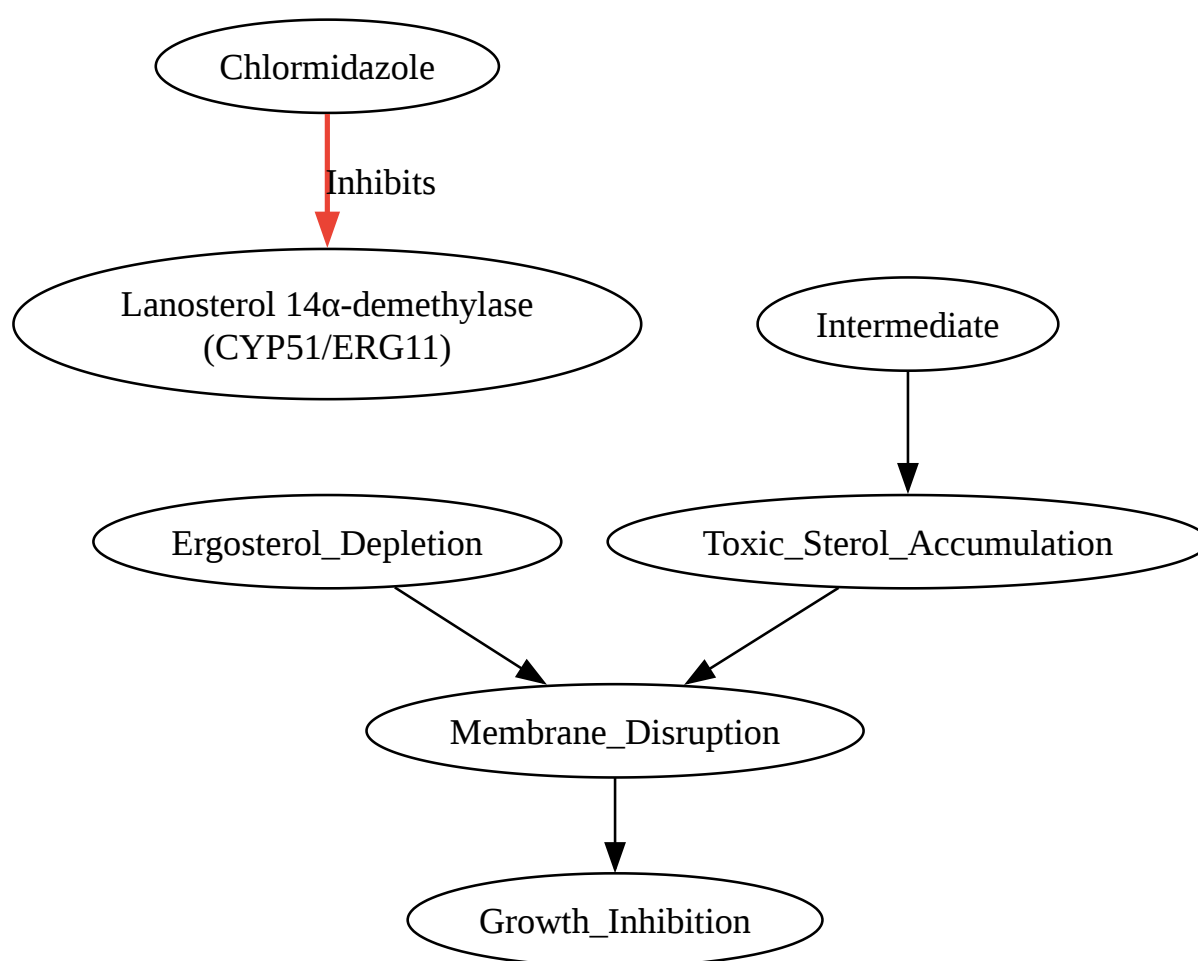 Chlormidazole
Inhibits
Lanosterol 14α-demethylase
(CYP51/ERG11)
Intermediate
Ergosterol_Depletion
Toxic_Sterol_Accumulation
Membrane_Disruption
Growth_Inhibition